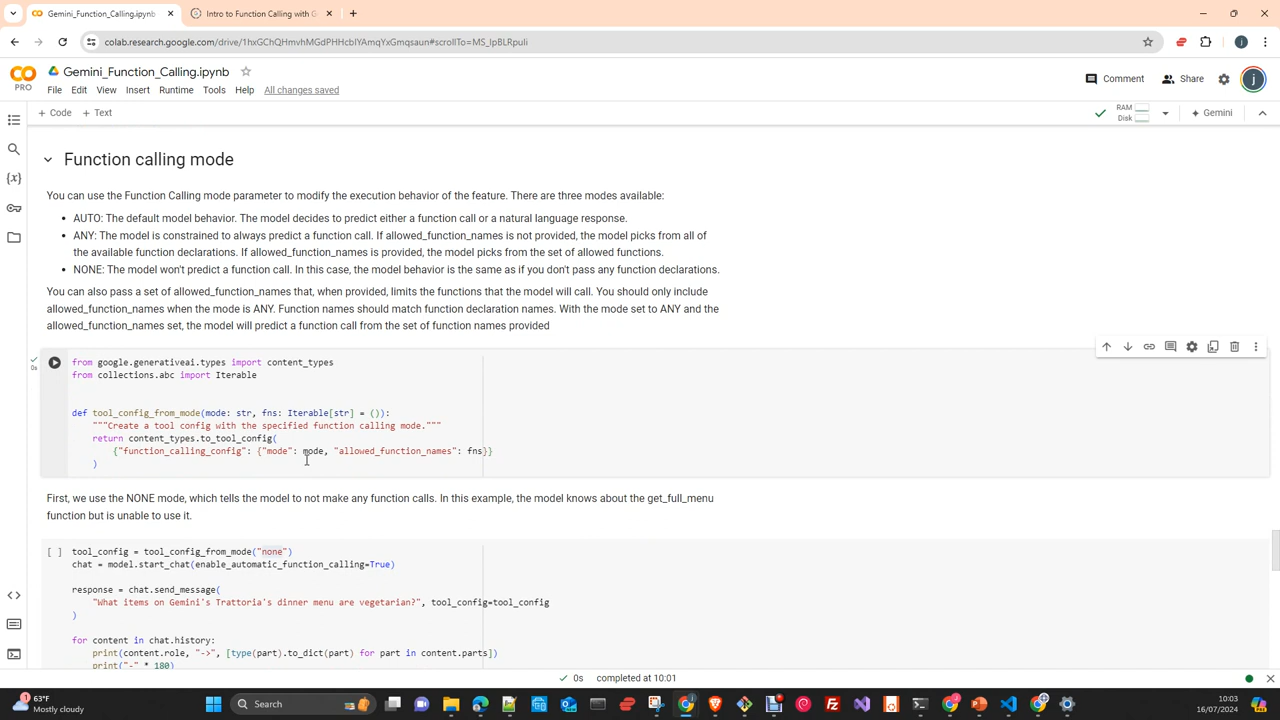 Gemini_Function_Calling.ipynb
Intro to Function Calling with G
colab.research.google.com/drive/1hxGChQHmvhMGdPHHcblYAmqYxGmqsaun#scrollTo=MS_lpBLRpuli
Gemini_Function_Calling.ipynb
PRO
File Edit View Insert Runtime Tools Help All changes saved
Comment Share
+ Code + Text
RAM
Disk
Gemini
Function calling mode
You can use the Function Calling mode parameter to modify the execution behavior of the feature. There are three modes available:
• AUTO: The default model behavior. The model decides to predict either a function call or a natural language response.
• ANY: The model is constrained to always predict a function call. If allowed_function_names is not provided, the model picks from all of
the available function declarations. If allowed_function_names is provided, the model picks from the set of allowed functions.
• NONE: The model won't predict a function call. In this case, the model behavior is the same as if you don't pass any function declarations.
You can also pass a set of allowed_function_names that, when provided, limits the functions that the model will call. You should only include
allowed_function_names when the mode is ANY. Function names should match function declaration names. With the mode set to ANY and the
allowed_function_names set, the model will predict a function call from the set of function names provided
0s
from google.generativeai.types import content_types
from collections.abc import Iterable
def tool_config_from_mode(mode: str, fns: Iterable[str] = ()):
"""Create a tool config with the specified function calling mode."""
return content_types.to_tool_config(
{"function_calling_config": {"mode": mode, "allowed_function_names": fns}}
)
First, we use the NONE mode, which tells the model to not make any function calls. In this example, the model knows about the get_full_menu
function but is unable to use it.
[ ] tool_config = tool_config_from_mode("none")
chat = model.start_chat(enable_automatic_function_calling=True)
response = chat.send_message(
"What items on Gemini's Trattoria's dinner menu are vegetarian?", tool_config=tool_config
)
for content in chat.history:
print(content.role, "->", [type(part).to_dict(part) for part in content.parts])
print("-" * 180)
0s completed at 10:01
63°F
Mostly cloudy
Search
10:03
16/07/2024